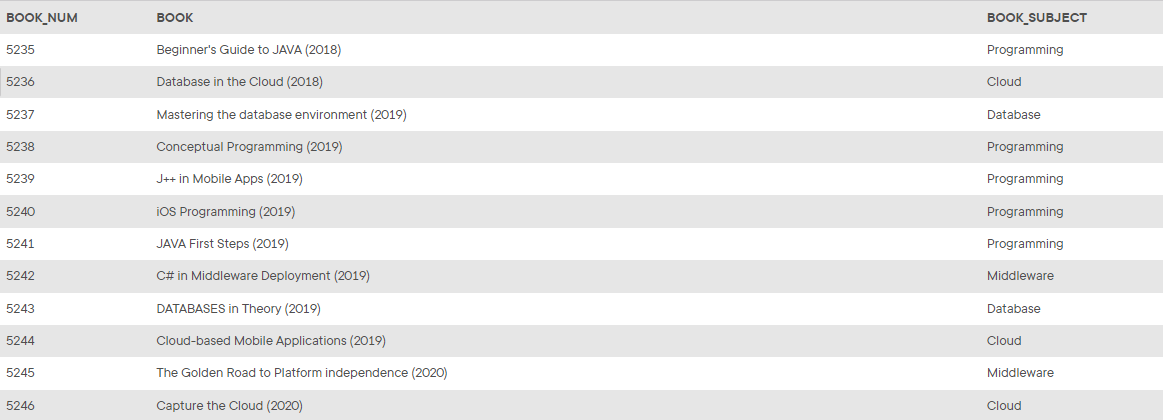 BOOK_NUM BOOK BOOK_SUBJECT
5235 Beginner's Guide to JAVA (2018) Programming
5236 Database in the Cloud (2018) Cloud
5237 Mastering the database environment (2019) Database
5238 Conceptual Programming (2019) Programming
5239 J++ in Mobile Apps (2019) Programming
5240 iOS Programming (2019) Programming
5241 JAVA First Steps (2019) Programming
5242 C# in Middleware Deployment (2019) Middleware
5243 DATABASES in Theory (2019) Database
5244 Cloud-based Mobile Applications (2019) Cloud
5245 The Golden Road to Platform independence (2020) Middleware
5246 Capture the Cloud (2020) Cloud